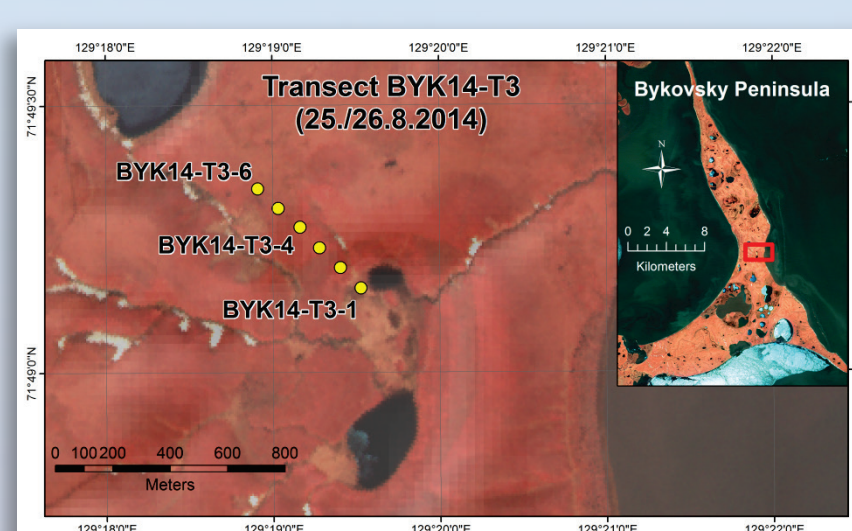 129°18'0"E 129°19'0"E 129°20'0"E 129°21'0"E 129°22'0"E
71°49'30"N
Transect BYK14-T3
(25./26.8.2014)
Bykovsky Peninsula
N
BYK14-T3-6
BYK14-T3-4
BYK14-T3-1
0 2 4 8
Kilometers
71°49'0"N
0 100 200 400 600 800
Meters
129°18'0"E 129°19'0"E 129°20'0"E 129°21'0"E 129°22'0"E